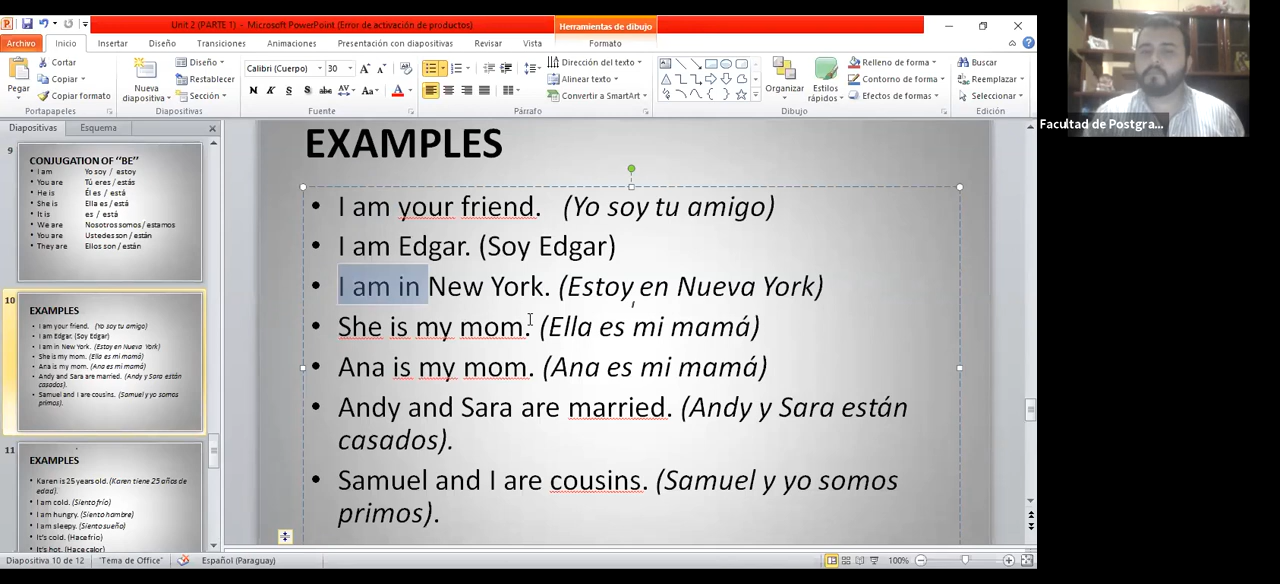 Unit 2 (PARTE 1) - Microsoft PowerPoint (Error de activación de productos)
Herramientas de dibujo
Archivo Inicio Insertar Diseño Transiciones Animaciones Presentación con diapositivas Revisar Vista Formato
Pegar
Cortar
Copiar
Copiar formato
Portapapeles
Nueva diapositiva
Diseño
Restablecer
Sección
Diapositivas
Calibri (Cuerpo) 30
Fuente
Dirección del texto
Alinear texto
Convertir a SmartArt
Párrafo
Organizar
Estilos rápidos
Relleno de forma
Contorno de forma
Efectos de formas
Dibujo
Buscar
Reemplazar
Seleccionar
Edición
Facultad de Postgra...
Diapositivas Esquema
9
CONJUGATION OF "BE"
• I am Yo soy / estoy
• You are Tú eres / estás
• He is Él es / está
• She is Ella es / está
• It is es / está
• We are Nosotros somos / estamos
• You are Ustedes son / están
• They are Ellos son / están
10
EXAMPLES
• I am your friend. (Yo soy tu amigo)
• I am Edgar. (Soy Edgar)
• I am in New York. (Estoy en Nueva York)
• She is my mom. (Ella es mi mamá)
• Ana is my mom. (Ana es mi mamá)
• Andy and Sara are married. (Andy y Sara están
casados).
• Samuel and I are cousins. (Samuel y yo somos
primos).
11
EXAMPLES
• Karen is 25 years old. (Karen tiene 25 años de
edad).
• I am cold. (Siento frío)
• I am hungry. (Siento hambre)
• I am sleepy. (Siento sueño)
• It's cold. (Hace frío)
• It's hot. (Hace calor)
EXAMPLES
• I am your friend. (Yo soy tu amigo)
• I am Edgar. (Soy Edgar)
• I am in New York. (Estoy en Nueva York)
• She is my mom. (Ella es mi mamá)
• Ana is my mom. (Ana es mi mamá)
• Andy and Sara are married. (Andy y Sara están
casados).
• Samuel and I are cousins. (Samuel y yo somos
primos).
Diapositiva 10 de 12 "Tema de Office" Español (Paraguay) 100%